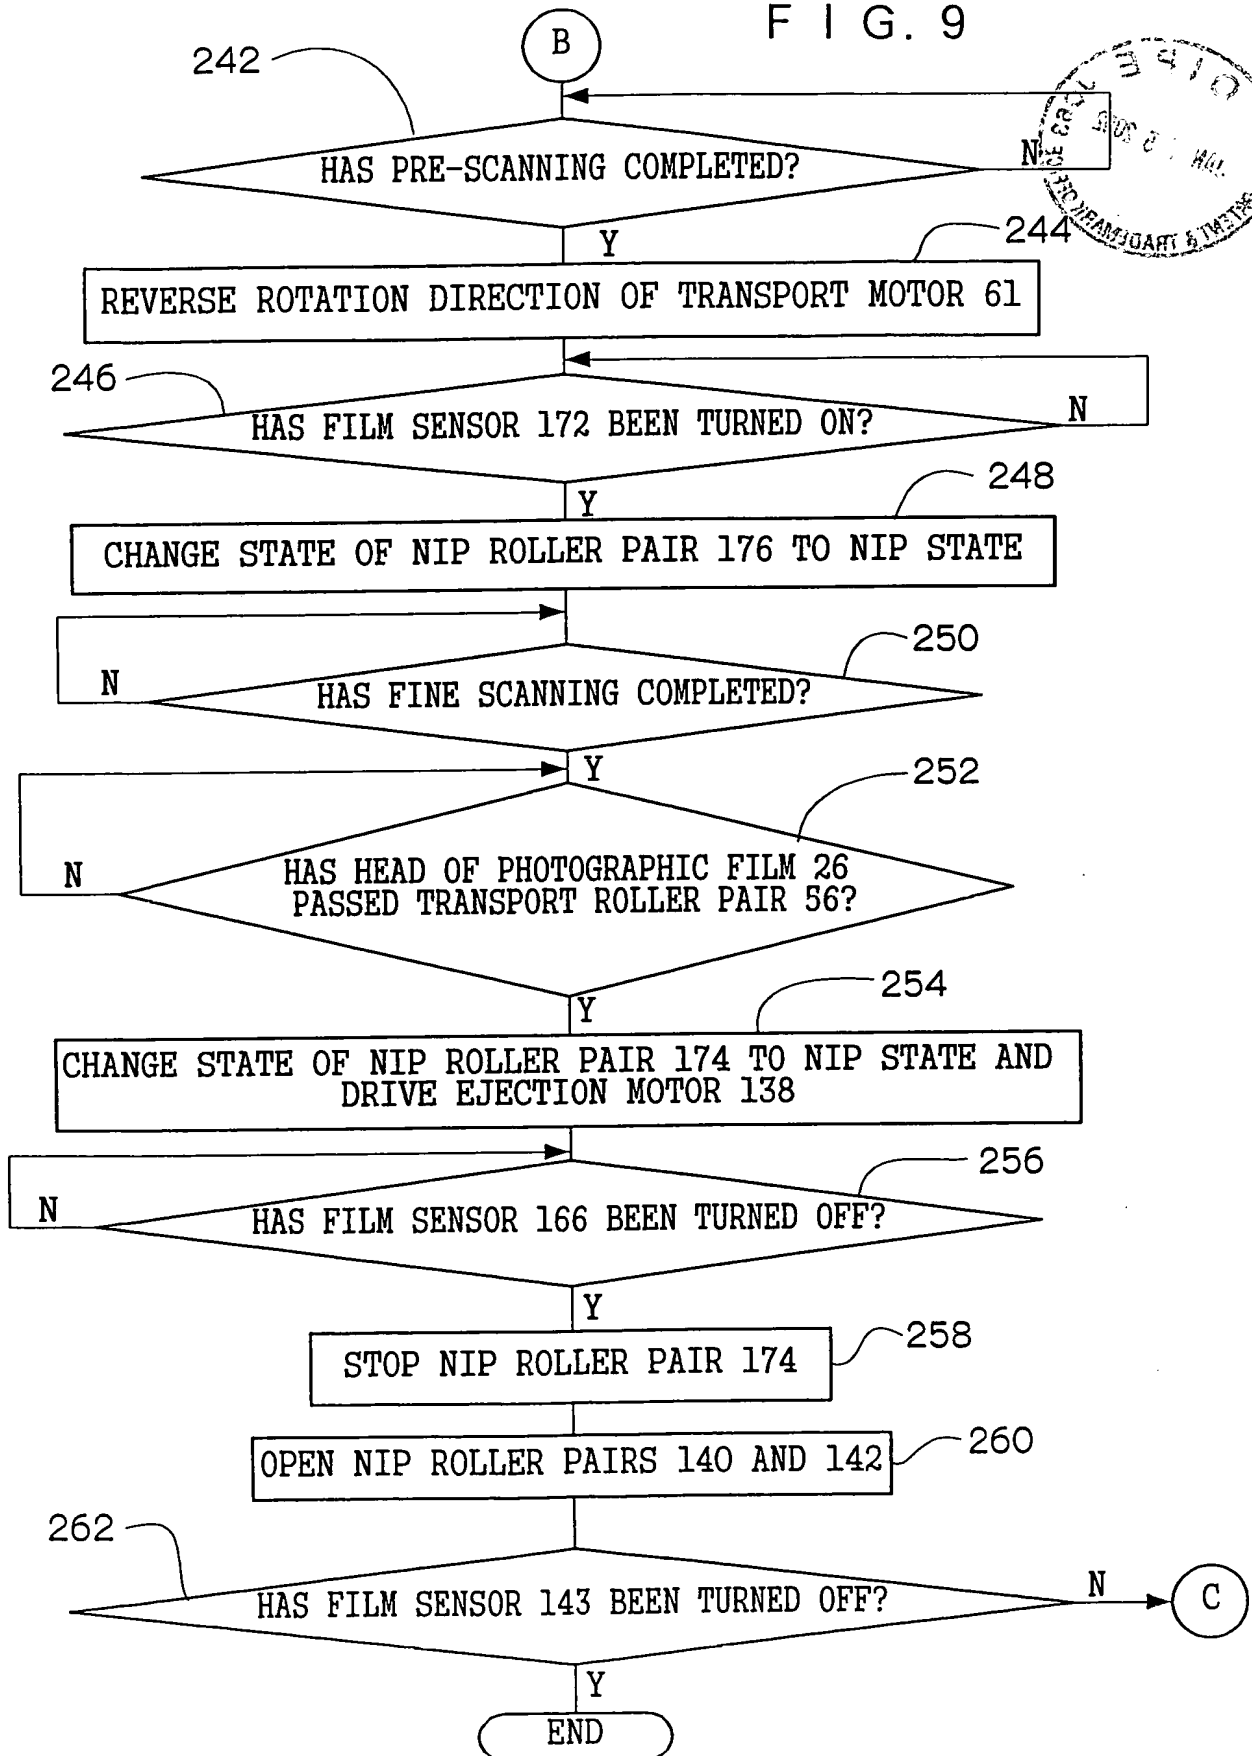 FIG. 9
B
242
HAS PRE-SCANNING COMPLETED?
N
Y
244
REVERSE ROTATION DIRECTION OF TRANSPORT MOTOR 61
246
HAS FILM SENSOR 172 BEEN TURNED ON?
N
Y
248
CHANGE STATE OF NIP ROLLER PAIR 176 TO NIP STATE
250
HAS FINE SCANNING COMPLETED?
N
Y
252
HAS HEAD OF PHOTOGRAPHIC FILM 26
PASSED TRANSPORT ROLLER PAIR 56?
N
Y
254
CHANGE STATE OF NIP ROLLER PAIR 174 TO NIP STATE AND
DRIVE EJECTION MOTOR 138
256
HAS FILM SENSOR 166 BEEN TURNED OFF?
N
Y
258
STOP NIP ROLLER PAIR 174
260
OPEN NIP ROLLER PAIRS 140 AND 142
262
HAS FILM SENSOR 143 BEEN TURNED OFF?
N
C
Y
END
OIPE
PATENT & TRADEMARK OFFICE